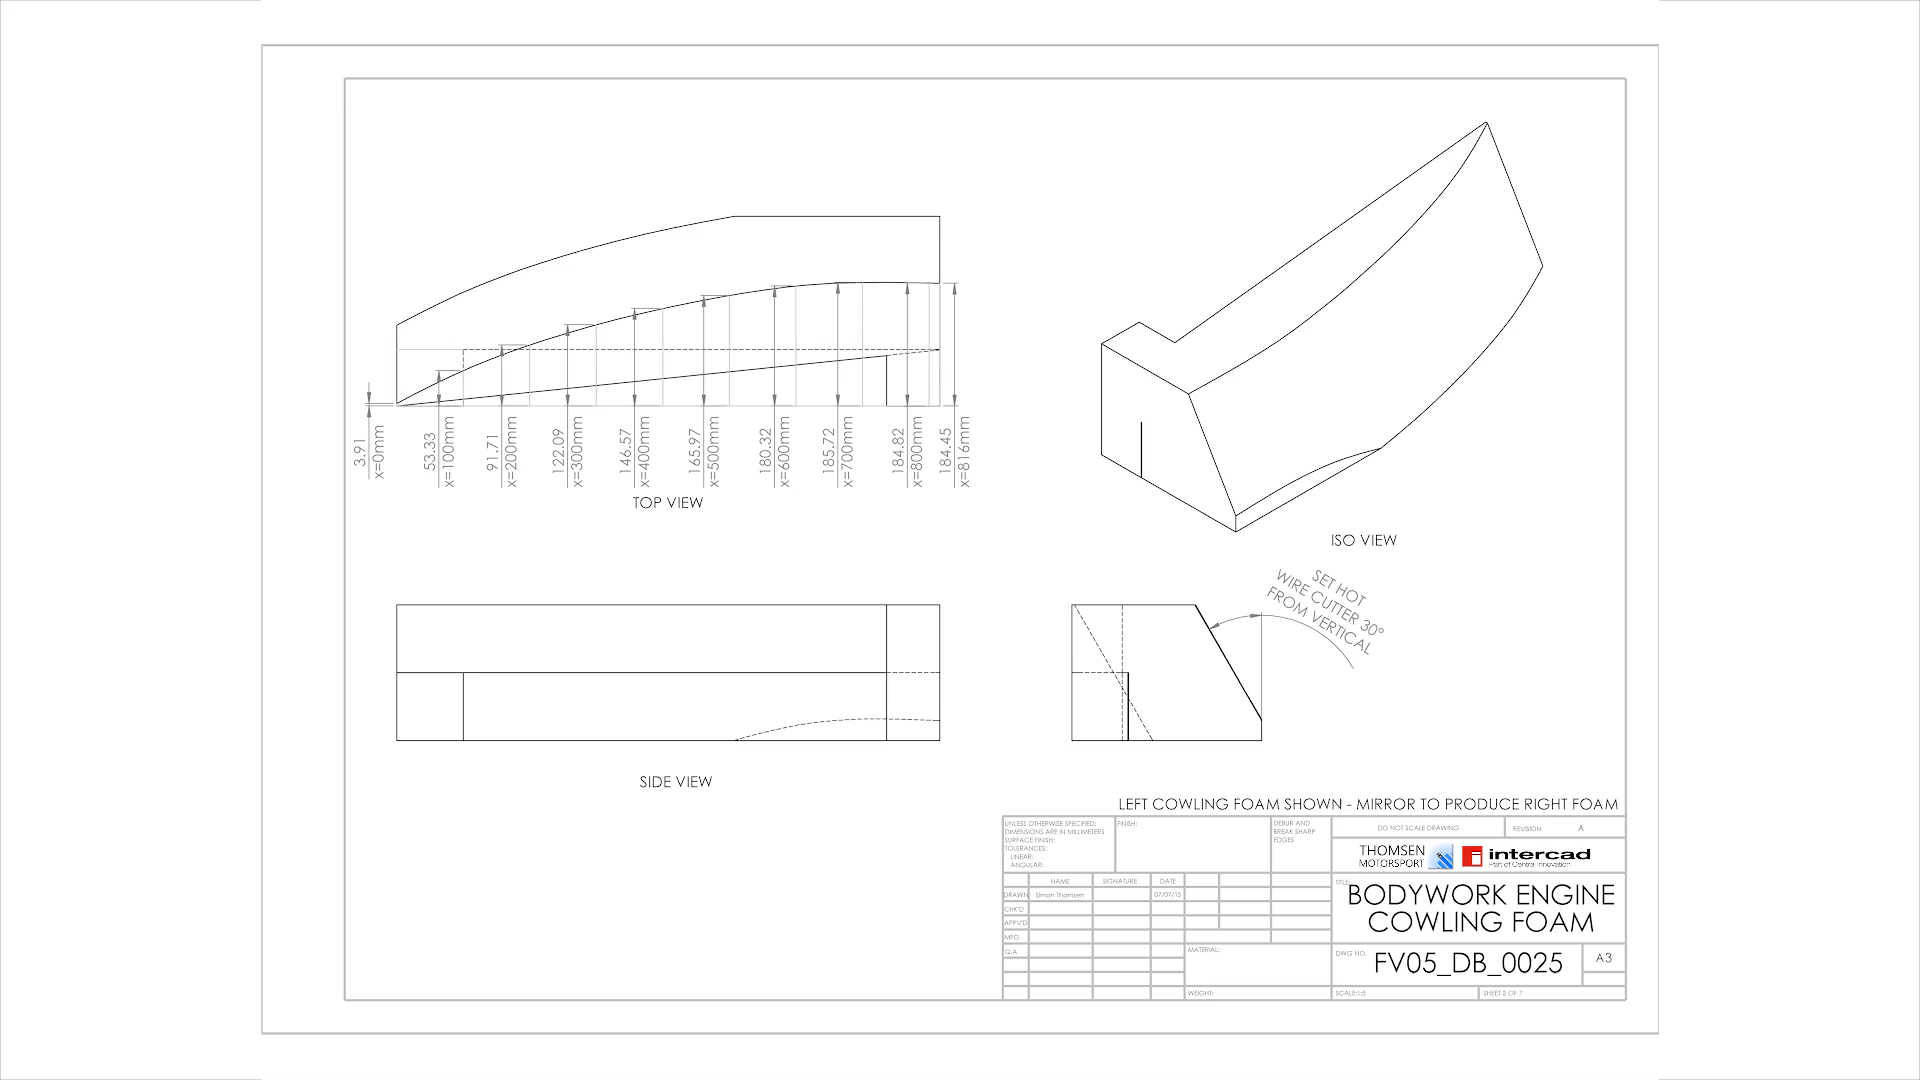 3.91
x=0mm
53.33
x=100mm
91.71
x=200mm
122.09
x=300mm
146.57
x=400mm
165.97
x=500mm
180.32
x=600mm
185.72
x=700mm
184.82
x=800mm
184.45
x=816mm
TOP VIEW
ISO VIEW
SET HOT
WIRE CUTTER 30°
FROM VERTICAL
SIDE VIEW
LEFT COWLING FOAM SHOWN - MIRROR TO PRODUCE RIGHT FOAM
UNLESS OTHERWISE SPECIFIED:
DIMENSIONS ARE IN MILLIMETERS
SURFACE FINISH:
TOLERANCES:
LINEAR:
ANGULAR:
FINISH:
DEBUR AND
BREAK SHARP
EDGES
DO NOT SCALE DRAWING
REVISION A
THOMSEN
MOTORSPORT
intercad
Part of Central Innovation
NAME SIGNATURE DATE
DRAWN Simon Thomsen 07/07/15
CHK'D
APPV'D
MFG
Q.A
TITLE:
BODYWORK ENGINE
COWLING FOAM
MATERIAL:
DWG NO. FV05_DB_0025 A3
WEIGHT:
SCALE:1:5
SHEET 2 OF 7